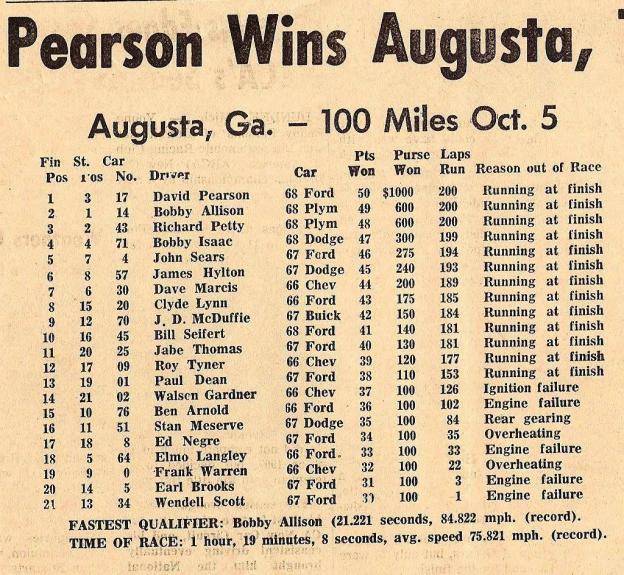 Pearson Wins Augusta,
Augusta, Ga. — 100 Miles Oct. 5
Fin St. Car Pts Purse Laps
Pos Pos No. Driver Car Won Won Run Reason out of Race
1 3 17 David Pearson 68 Ford 50 $1000 200 Running at finish
2 1 14 Bobby Allison 68 Plym 49 600 200 Running at finish
3 2 43 Richard Petty 68 Plym 48 600 200 Running at finish
4 4 71 Bobby Isaac 68 Dodge 47 300 199 Running at finish
5 7 4 John Sears 67 Ford 46 275 194 Running at finish
6 8 57 James Hylton 67 Dodge 45 240 193 Running at finish
7 6 30 Dave Marcis 66 Chev 44 200 189 Running at finish
8 15 20 Clyde Lynn 66 Ford 43 175 185 Running at finish
9 12 70 J. D. McDuffie 67 Buick 42 150 184 Running at finish
10 16 45 Bill Seifert 68 Ford 41 140 181 Running at finish
11 20 25 Jabe Thomas 67 Ford 40 130 181 Running at finish
12 17 09 Roy Tyner 66 Chev 39 120 177 Running at finish
13 19 01 Paul Dean 67 Ford 38 110 153 Running at finish
14 21 02 Walsen Gardner 66 Chev 37 100 126 Ignition failure
15 10 76 Ben Arnold 66 Ford 36 100 102 Engine failure
16 11 51 Stan Meserve 67 Dodge 35 100 84 Rear gearing
17 18 8 Ed Negre 67 Ford 34 100 35 Overheating
18 5 64 Elmo Langley 66 Ford 33 100 33 Engine failure
19 9 0 Frank Warren 66 Chev 32 100 22 Overheating
20 14 5 Earl Brooks 67 Ford 31 100 3 Engine failure
21 13 34 Wendell Scott 67 Ford 30 100 1 Engine failure
FASTEST QUALIFIER: Bobby Allison (21.221 seconds, 84.822 mph. (record).
TIME OF RACE: 1 hour, 19 minutes, 8 seconds, avg. speed 75.821 mph. (record).